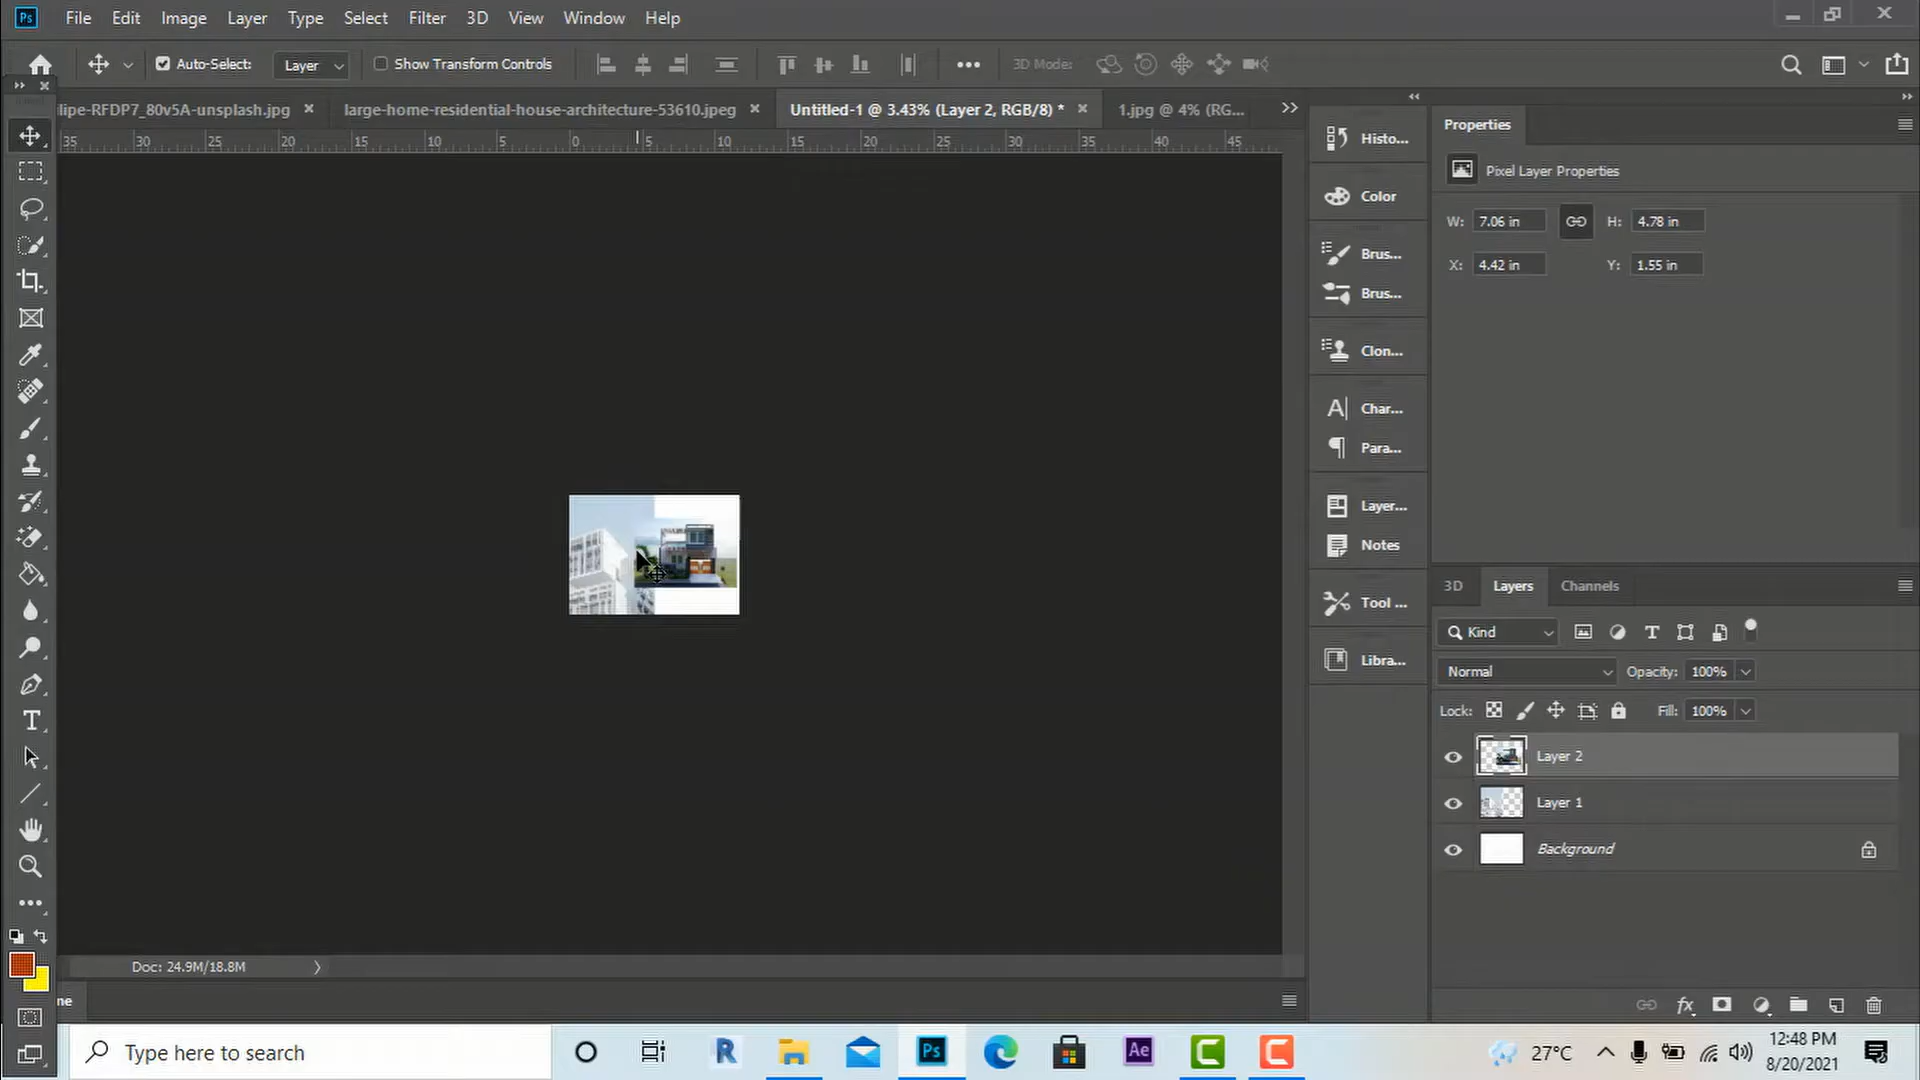 Ps File Edit Image Layer Type Select Filter 3D View Window Help
Auto-Select: Layer Show Transform Controls 3D Mode:
lipe-RFDP7_80v5A-unsplash.jpg large-home-residential-house-architecture-53610.jpeg Untitled-1 @ 3.43% (Layer 2, RGB/8) * 1.jpg @ 4% (RG...
35 30 25 20 15 10 5 0 5 10 15 20 25 30 35 40 45
Histo...
Color
Brus...
Brus...
Clon...
Char...
Para...
Layer...
Notes
Tool ...
Libra...
Properties
Pixel Layer Properties
W: 7.06 in H: 4.78 in
X: 4.42 in Y: 1.55 in
3D Layers Channels
Kind
Normal Opacity: 100%
Lock: Fill: 100%
Layer 2
Layer 1
Background
fx
Doc: 24.9M/18.8M
ne
Type here to search
R Ps Ae
27°C
12:48 PM
8/20/2021